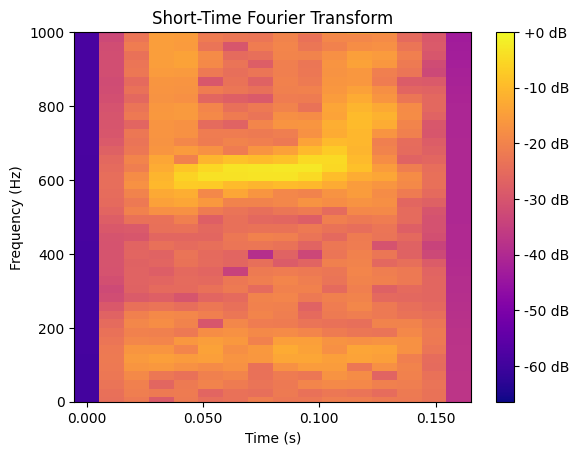 Short-Time Fourier Transform
Frequency (Hz)
1000
800
600
400
200
0
0.000
0.050
0.100
0.150
Time (s)
+0 dB
-10 dB
-20 dB
-30 dB
-40 dB
-50 dB
-60 dB